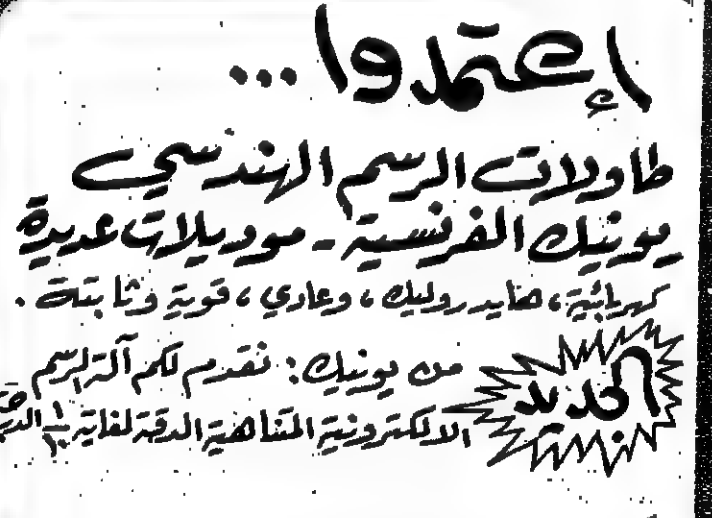 إعتمدوا ...
طاولات الرسم الهندسي
يونيك الفرنسية - موديلات عديدة
كهربائية ، هايدروليك ، وعادي ، قوية وثابتة .
الجديد
من يونيك : نقدم لكم آلة الرسم
الالكترونية المتناهية الدقة لغاية ١/١٠